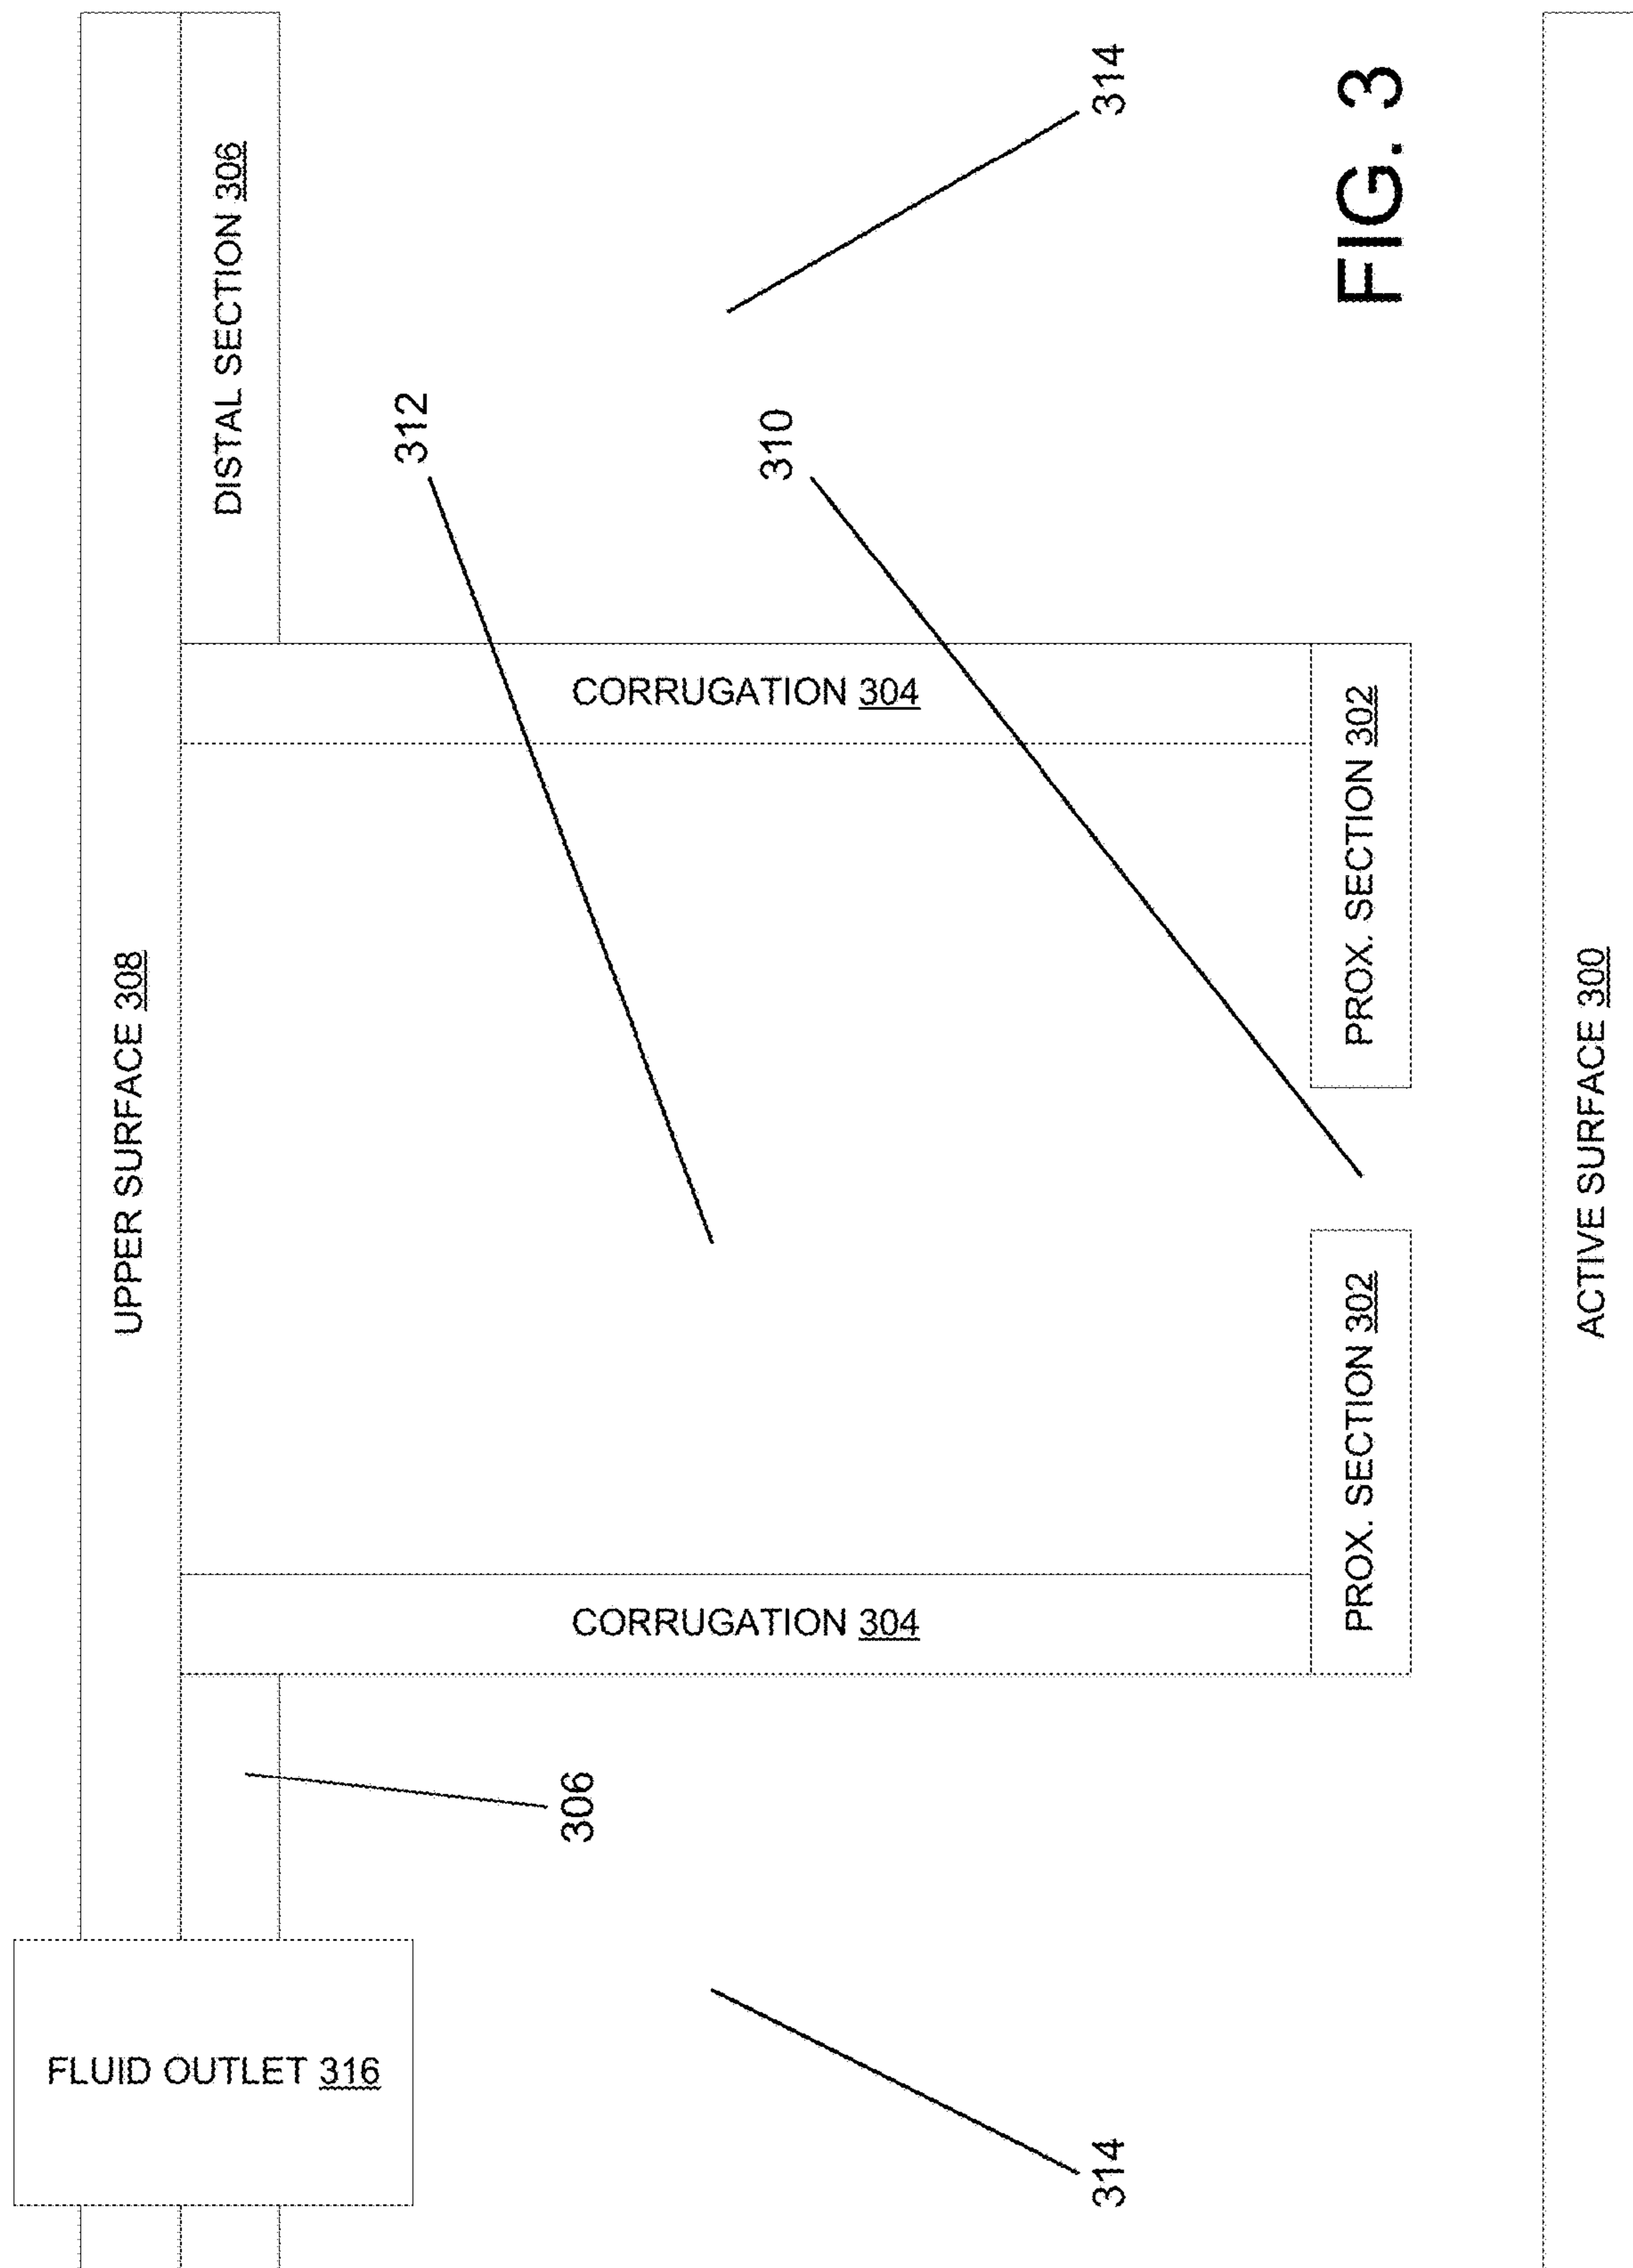 UPPER SURFACE 308
FLUID OUTLET 316
306
DISTAL SECTION 306
CORRUGATION 304
CORRUGATION 304
312
310
314
314
PROX. SECTION 302
PROX. SECTION 302
ACTIVE SURFACE 300
FIG. 3